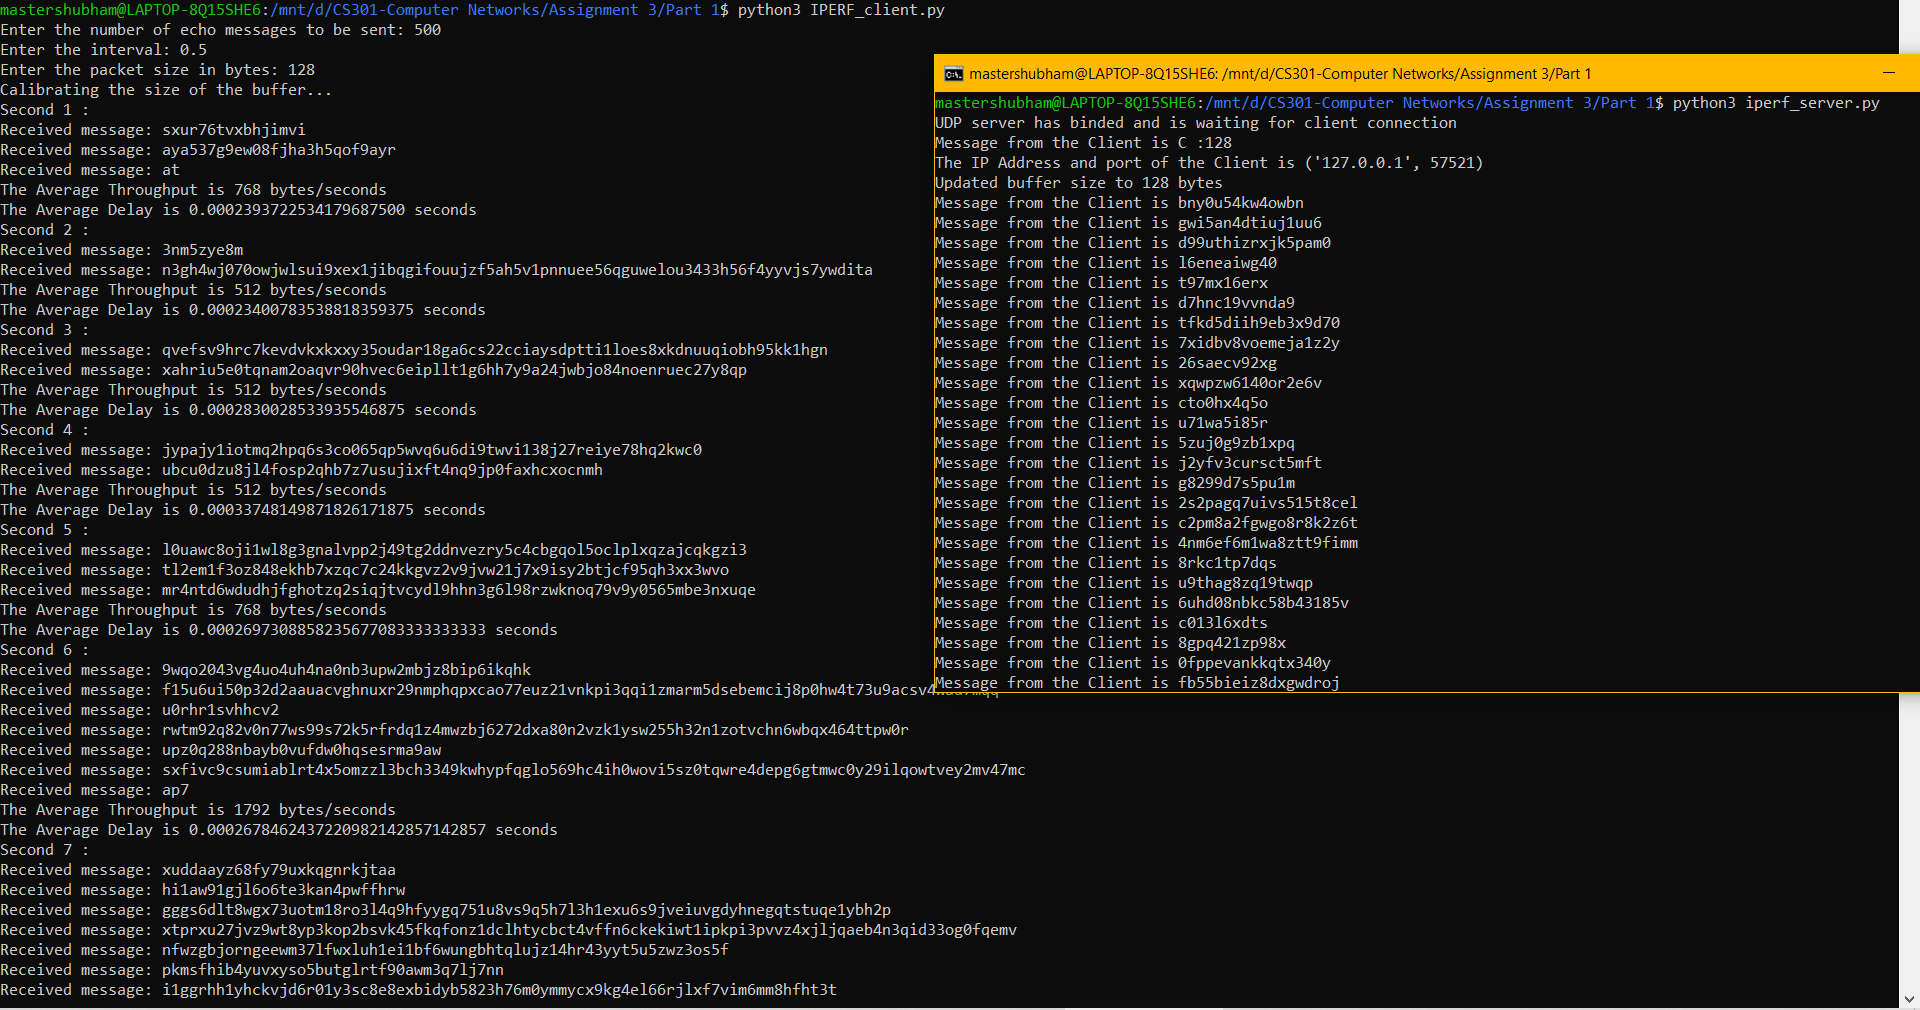 mastershubham@LAPTOP-8Q15SHE6:/mnt/d/CS301-Computer Networks/Assignment 3/Part 1$ python3 IPERF_client.py
Enter the number of echo messages to be sent: 500
Enter the interval: 0.5
Enter the packet size in bytes: 128
Calibrating the size of the buffer...
Second 1 :
Received message: sxur76tvxbhjimvi
Received message: aya537g9ew08fjha3h5qof9ayr
Received message: at
The Average Throughput is 768 bytes/seconds
The Average Delay is 0.0002393722534179687500 seconds
Second 2 :
Received message: 3nm5zye8m
Received message: n3gh4wj070owjwlsui9xex1jibqgifouujzf5ah5v1pnnuee56qguwelou3433h56f4yyvjs7ywdita
The Average Throughput is 512 bytes/seconds
The Average Delay is 0.00023400783538818359375 seconds
Second 3 :
Received message: qvefsv9hrc7kevdvkxkxxy35oudar18ga6cs22cciaysdptti1loes8xkdnuuqiobh95kk1hgn
Received message: xahriu5e0tqnam2oaqvr90hvec6eipllt1g6hh7y9a24jwbjo84noenruec27y8qp
The Average Throughput is 512 bytes/seconds
The Average Delay is 0.0002830028533935546875 seconds
Second 4 :
Received message: jypajy1iotmq2hpq6s3co065qp5wvq6u6di9twvi138j27reiye78hq2kwc0
Received message: ubcu0dzu8jl4fosp2qhb7z7usujixft4nq9jp0faxhcxocnmh
The Average Throughput is 512 bytes/seconds
The Average Delay is 0.00033748149871826171875 seconds
Second 5 :
Received message: l0uawc8oji1wl8g3gnalvpp2j49tg2ddnvezry5c4cbgqol5oclplxqzajcqkgzi3
Received message: tl2em1f3oz848ekhb7xzqc7c24kkgvz2v9jvw21j7x9isy2btjcf95qh3xx3wvo
Received message: mr4ntd6wdudhjfghotzq2siqjtvcydl9hhn3g6l98rzwknoq79v9y0565mbe3nxuqe
The Average Throughput is 768 bytes/seconds
The Average Delay is 0.0002697308858235677083333333333 seconds
Second 6 :
Received message: 9wqo2043vg4uo4uh4na0nb3upw2mbjz8bip6ikqhk
Received message: f15u6ui50p32d2aauacvghnuxr29nmphqpxcao77euz21vnkpi3qqi1zmarm5dsebemcij8p0hw4t73u9acsv4
Received message: u0rhr1svhhcv2
Received message: rwtm92q82v0n77ws99s72k5rfrdq1z4mwzbj6272dxa80n2vzk1ysw255h32n1zotvchn6wbqx464ttpw0r
Received message: upz0q288nbayb0vufdw0hqsesrma9aw
Received message: sxfivc9csumiablrt4x5omzzl3bch3349kwhypfqglo569hc4ih0wovi5sz0tqwre4depg6gtmwc0y29ilqowtvey2mv47mc
Received message: ap7
The Average Throughput is 1792 bytes/seconds
The Average Delay is 0.0002678462437220982142857142857 seconds
Second 7 :
Received message: xuddaayz68fy79uxkqgnrkjtaa
Received message: hi1aw91gjl6o6te3kan4pwffhrw
Received message: gggs6dlt8wgx73uotm18ro3l4q9hfyygq751u8vs9q5h7l3h1exu6s9jveiuvgdyhnegqtstuqe1ybh2p
Received message: xtprxu27jvz9wt8yp3kop2bsvk45fkqfonz1dclhtycbct4vffn6ckekiwt1ipkpi3pvvz4xjljqaeb4n3qid33og0fqemv
Received message: nfwzgbjorngeewm37lfwxluh1ei1bf6wungbhtqlujz14hr43yyt5u5zwz3os5f
Received message: pkmsfhib4yuvxyso5butglrtf90awm3q7lj7nn
Received message: i1ggrhh1yhckvjd6r01y3sc8e8exbidyb5823h76m0ymmycx9kg4el66rjlxf7vim6mm8hfht3t
mastershubham@LAPTOP-8Q15SHE6: /mnt/d/CS301-Computer Networks/Assignment 3/Part 1
mastershubham@LAPTOP-8Q15SHE6:/mnt/d/CS301-Computer Networks/Assignment 3/Part 1$ python3 iperf_server.py
UDP server has binded and is waiting for client connection
Message from the Client is C :128
The IP Address and port of the Client is ('127.0.0.1', 57521)
Updated buffer size to 128 bytes
Message from the Client is bny0u54kw4owbn
Message from the Client is gwi5an4dtiuj1uu6
Message from the Client is d99uthizrxjk5pam0
Message from the Client is l6eneaiwg40
Message from the Client is t97mx16erx
Message from the Client is d7hnc19vvnda9
Message from the Client is tfkd5diih9eb3x9d70
Message from the Client is 7xidbv8voemeja1z2y
Message from the Client is 26saecv92xg
Message from the Client is xqwpzw6140or2e6v
Message from the Client is cto0hx4q5o
Message from the Client is u71wa5i85r
Message from the Client is 5zuj0g9zb1xpq
Message from the Client is j2yfv3cursct5mft
Message from the Client is g8299d7s5pu1m
Message from the Client is 2s2pagq7uivs515t8cel
Message from the Client is c2pm8a2fgwgo8r8k2z6t
Message from the Client is 4nm6ef6m1wa8ztt9fimm
Message from the Client is 8rkc1tp7dqs
Message from the Client is u9thag8zq19twqp
Message from the Client is 6uhd08nbkc58b43185v
Message from the Client is c013l6xdts
Message from the Client is 8gpq421zp98x
Message from the Client is 0fppevankkqtx340y
Message from the Client is fb55bieiz8dxgwdroj